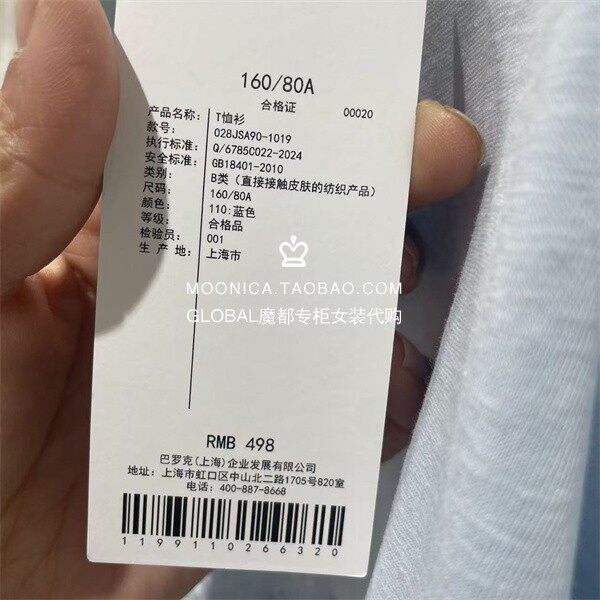 160/80A
合格证
00020
产品名称: T恤衫
款号: 028JSA90-1019
执行标准: Q/6785C022-2024
安全标准: GB18401-2010
类别: B类 (直接接触皮肤的纺织产品)
尺码: 160/80A
颜色: 110:蓝色
等级: 合格品
检验员: 001
生产地: 上海市
MOONICA.TAOBAO.COM
GLOBAL魔都专柜女装代购
RMB 498
巴罗克(上海)企业发展有限公司
地址: 上海市虹口区中山北二路1705号820室
电话: 400-887-8668
119911026632​0